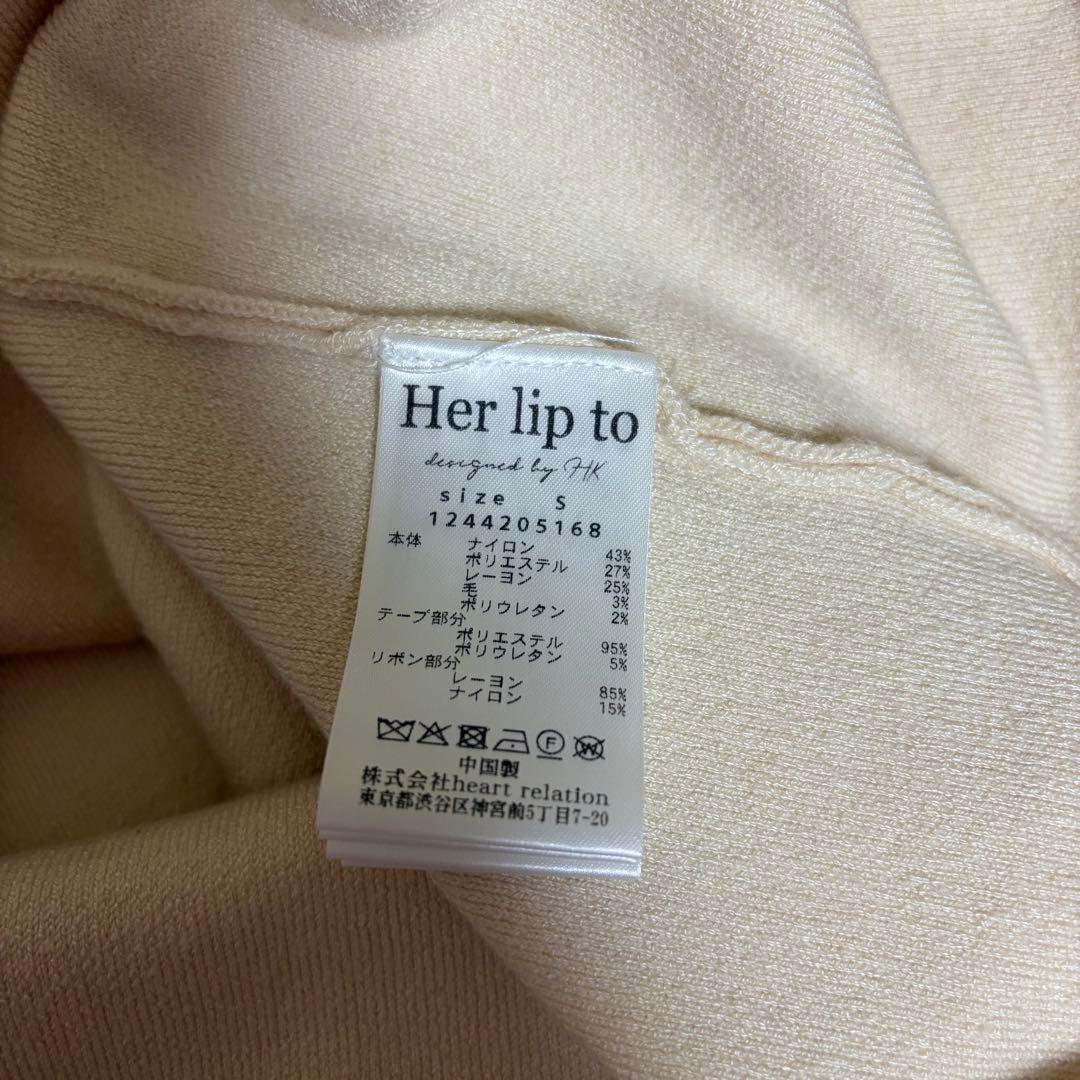 Her lip to
designed by HK
size S
1244205168
本体 ナイロン 43%
ポリエステル 27%
レーヨン 25%
毛 3%
ポリウレタン 2%
テープ部分
ポリエステル 95%
ポリウレタン 5%
リボン部分
レーヨン 85%
ナイロン 15%
F W
中国製
株式会社heart relation
東京都渋谷区神宮前5丁目7-20